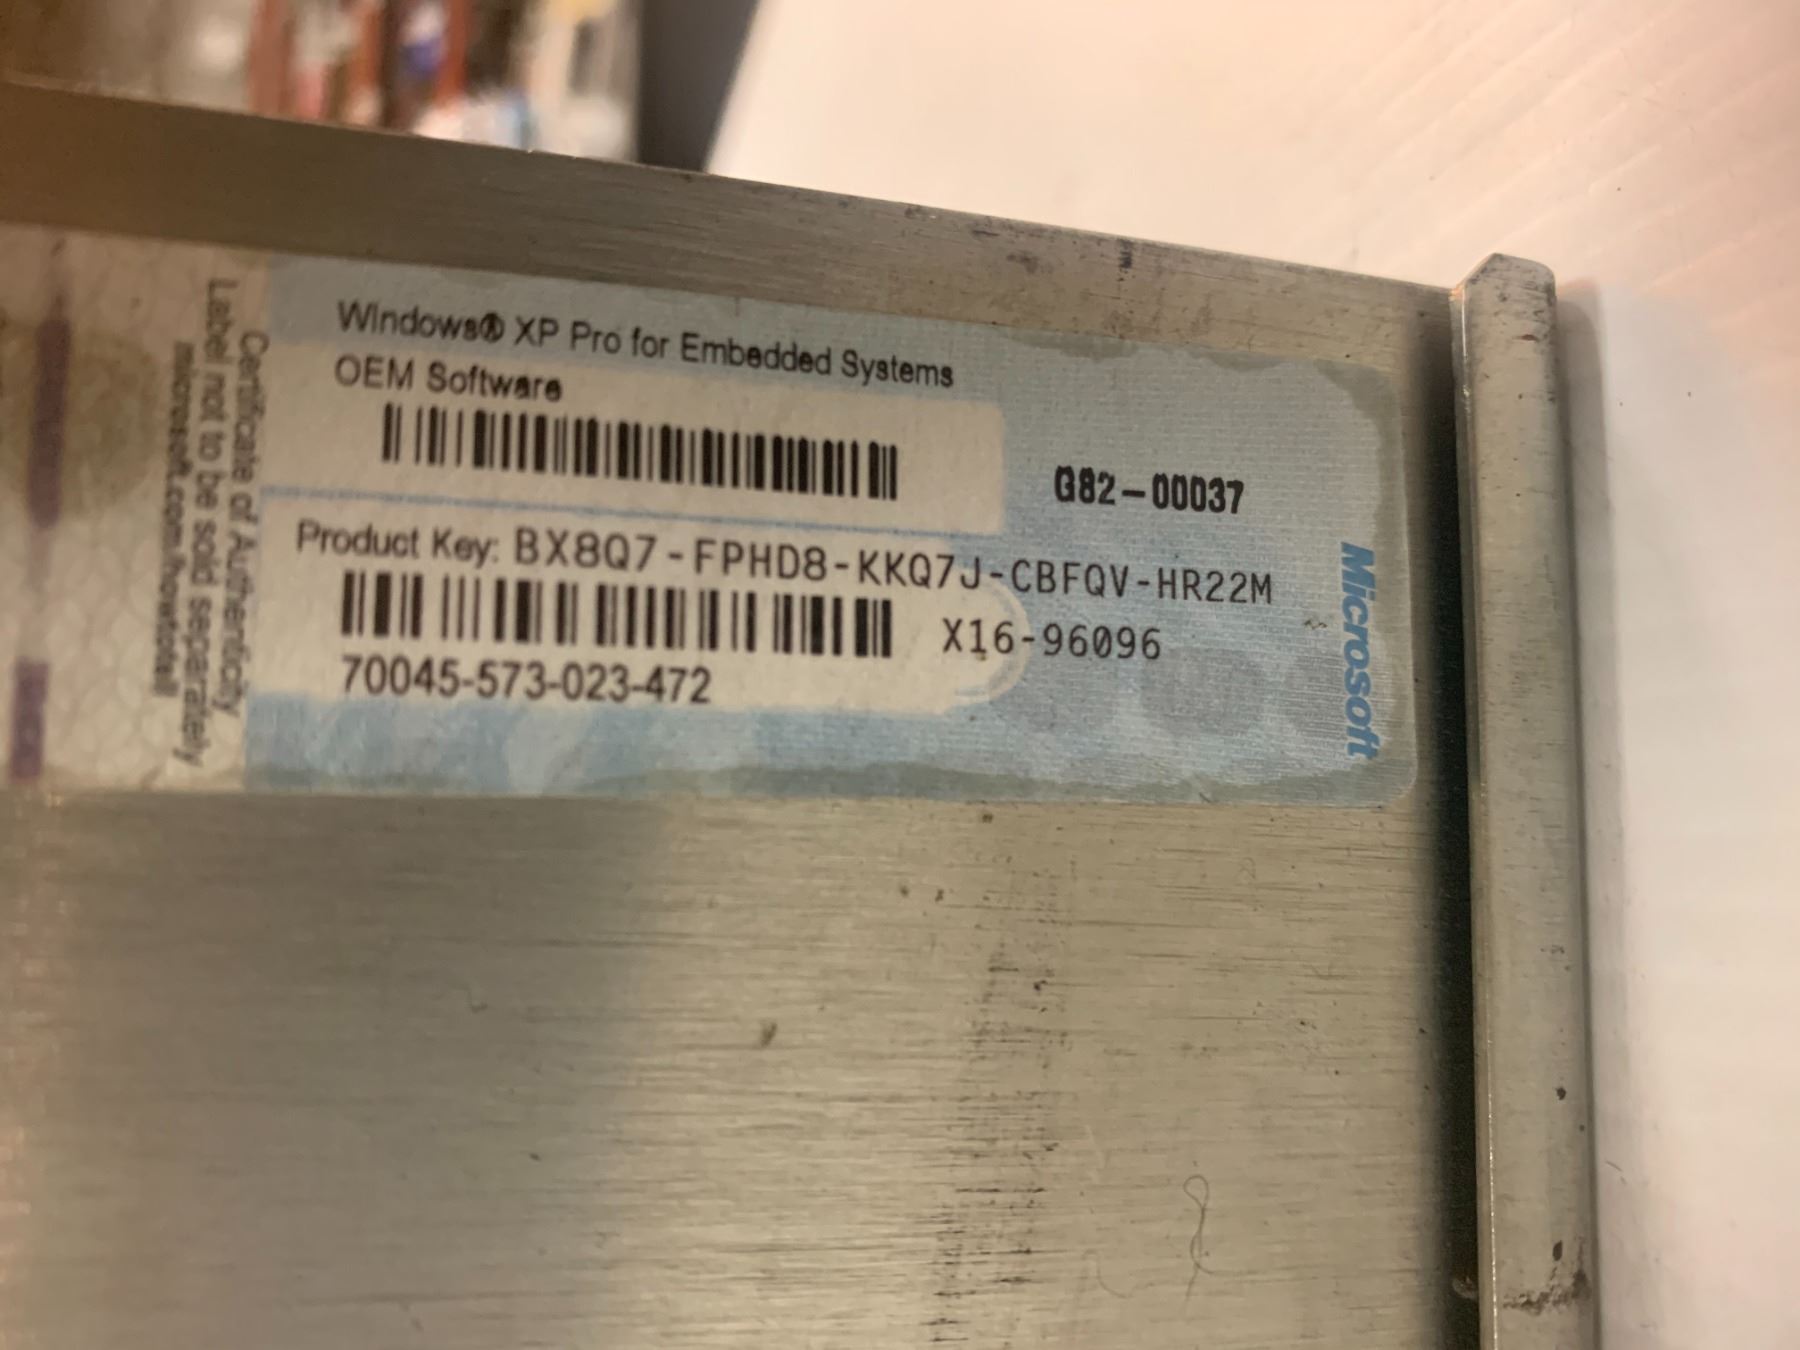 Windows® XP Pro for Embedded Systems
OEM Software
G82-00037
Product Key: BX8Q7-FPHD8-KKQ7J-CBFQV-HR22M
X16-96096
70045-573-023-472
Microsoft
Certificate of Authenticity
Label not to be sold separately
microsoft.com/howtotell